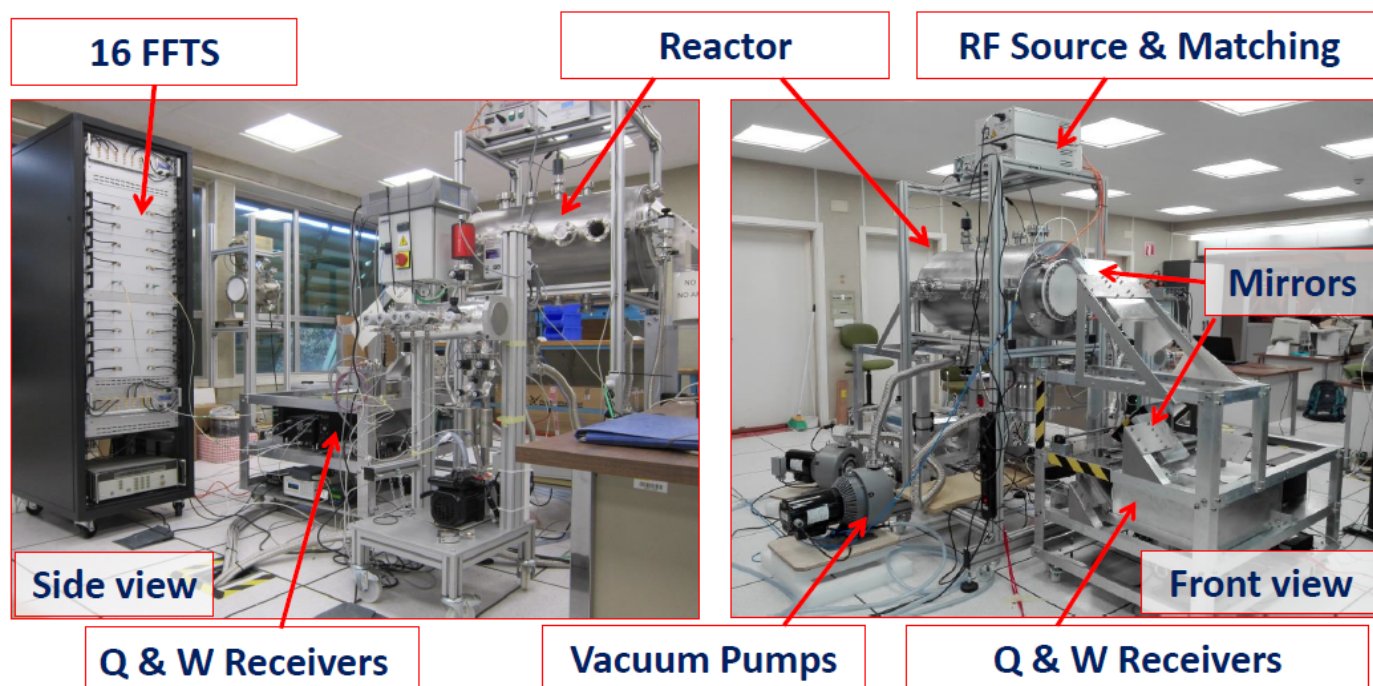 16 FFTS
Reactor
RF Source & Matching
Mirrors
Side view
Front view
Q & W Receivers
Vacuum Pumps
Q & W Receivers